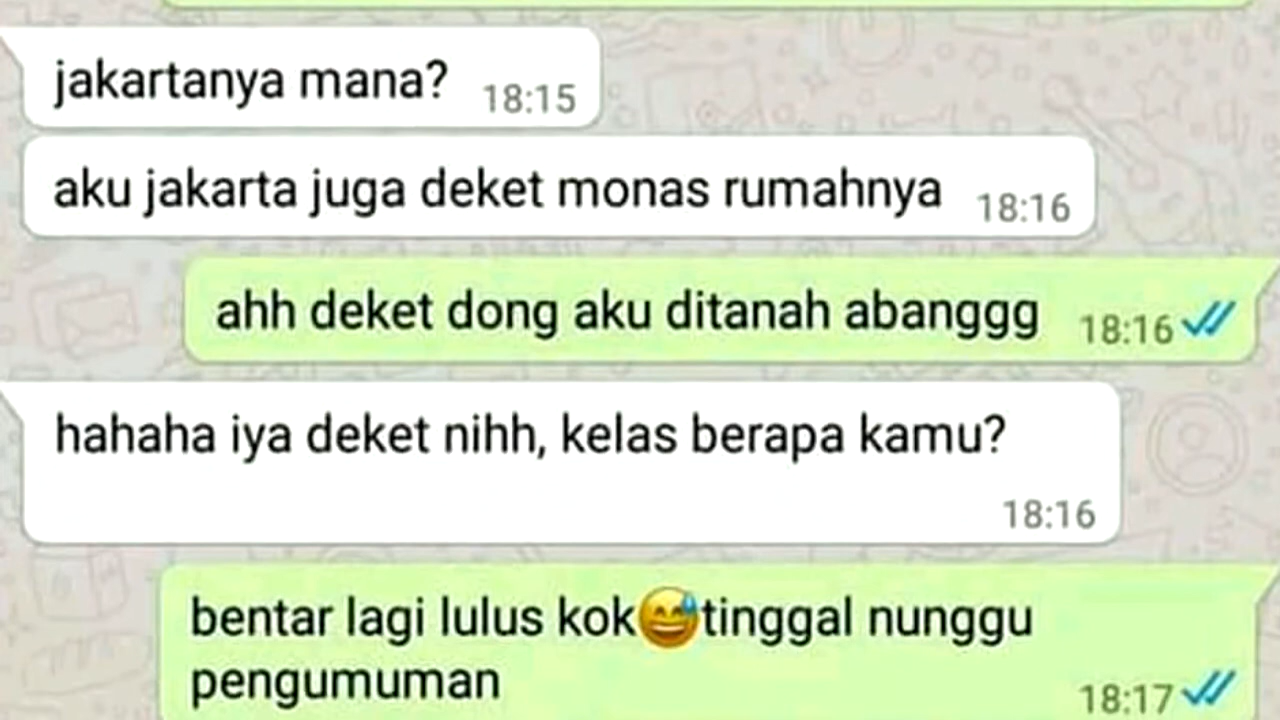 jakartanya mana? 18:15
aku jakarta juga deket monas rumahnya 18:16
ahh deket dong aku ditanah abanggg 18:16
hahaha iya deket nihh, kelas berapa kamu?
18:16
bentar lagi lulus kok😅tinggal nunggu
pengumuman 18:17